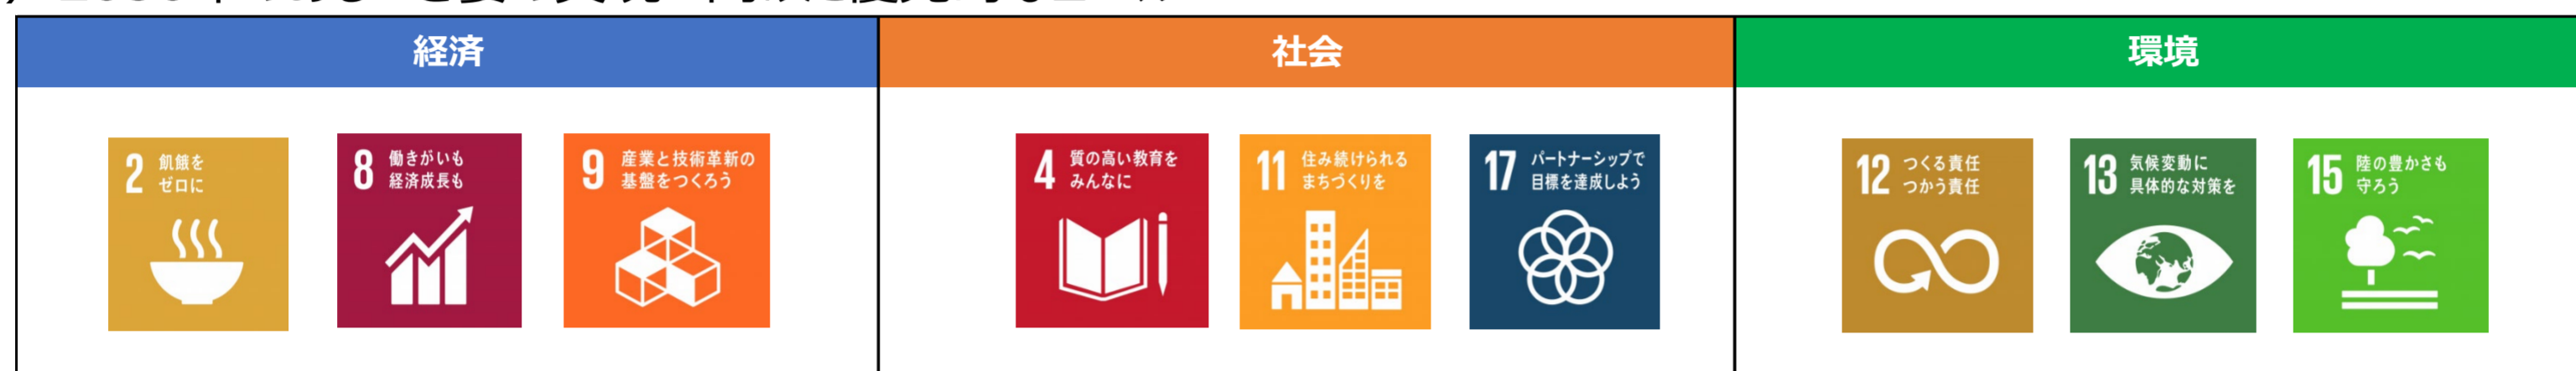 経済
社会
環境
2 飢餓を
ゼロに
8 働きがいも
経済成長も
9 産業と技術革新の
基盤をつくろう
4 質の高い教育を
みんなに
11 住み続けられる
まちづくりを
17 パートナーシップで
目標を達成しよう
12 つくる責任
つかう責任
13 気候変動に
具体的な対策を
15 陸の豊かさも
守ろう